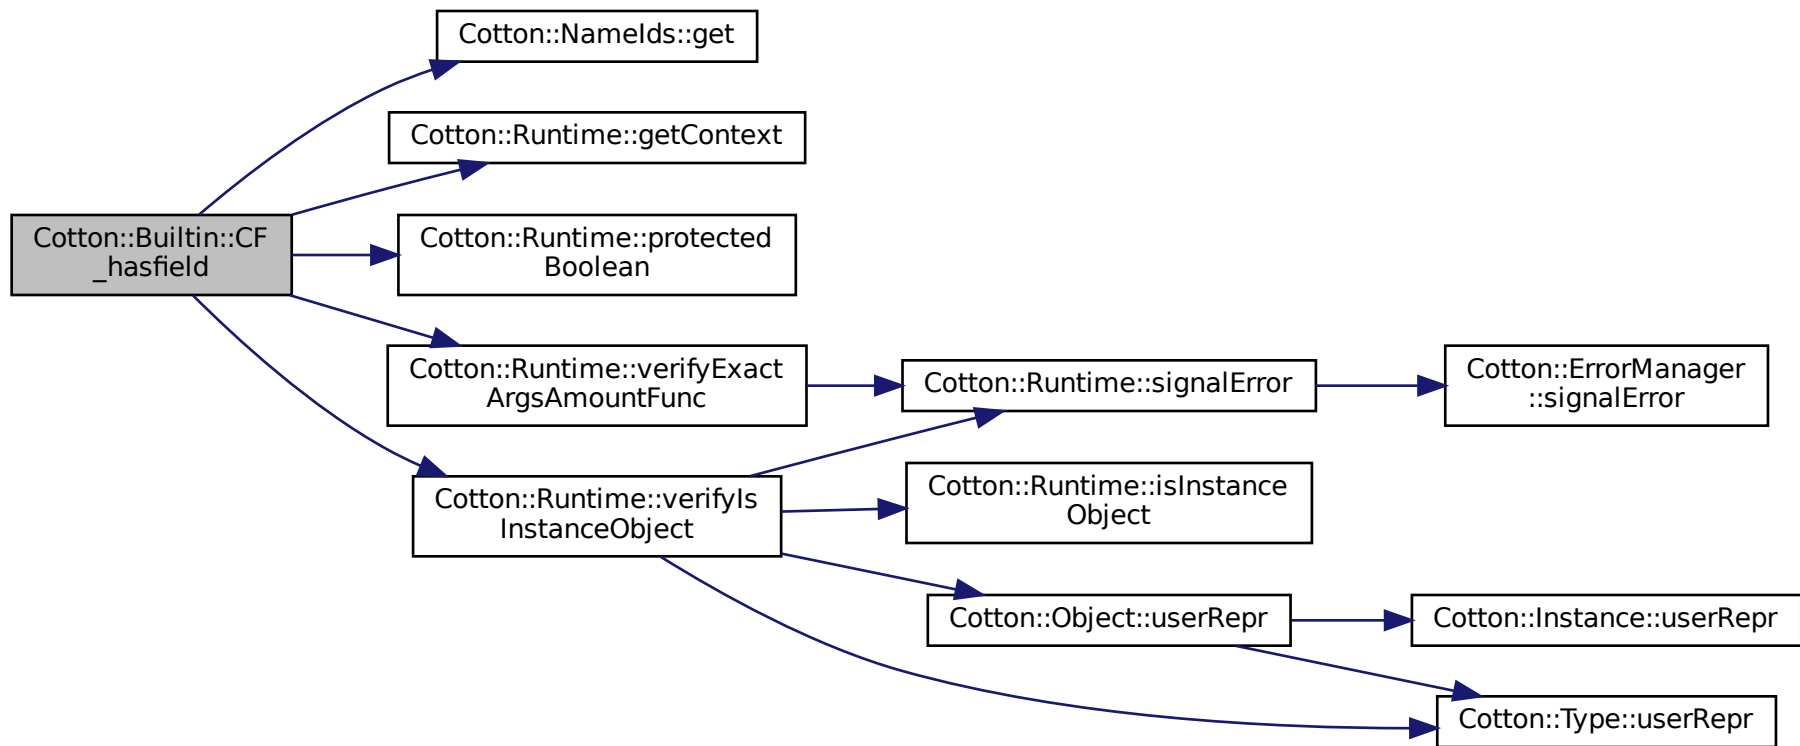 Cotton::NameIds::get
Cotton::Runtime::getContext
Cotton::Builtin::CF
_hasfield
Cotton::Runtime::protected
Boolean
Cotton::Runtime::verifyExact
ArgsAmountFunc
Cotton::Runtime::signalError
Cotton::ErrorManager
::signalError
Cotton::Runtime::verifyIs
InstanceObject
Cotton::Runtime::isInstance
Object
Cotton::Object::userRepr
Cotton::Instance::userRepr
Cotton::Type::userRepr